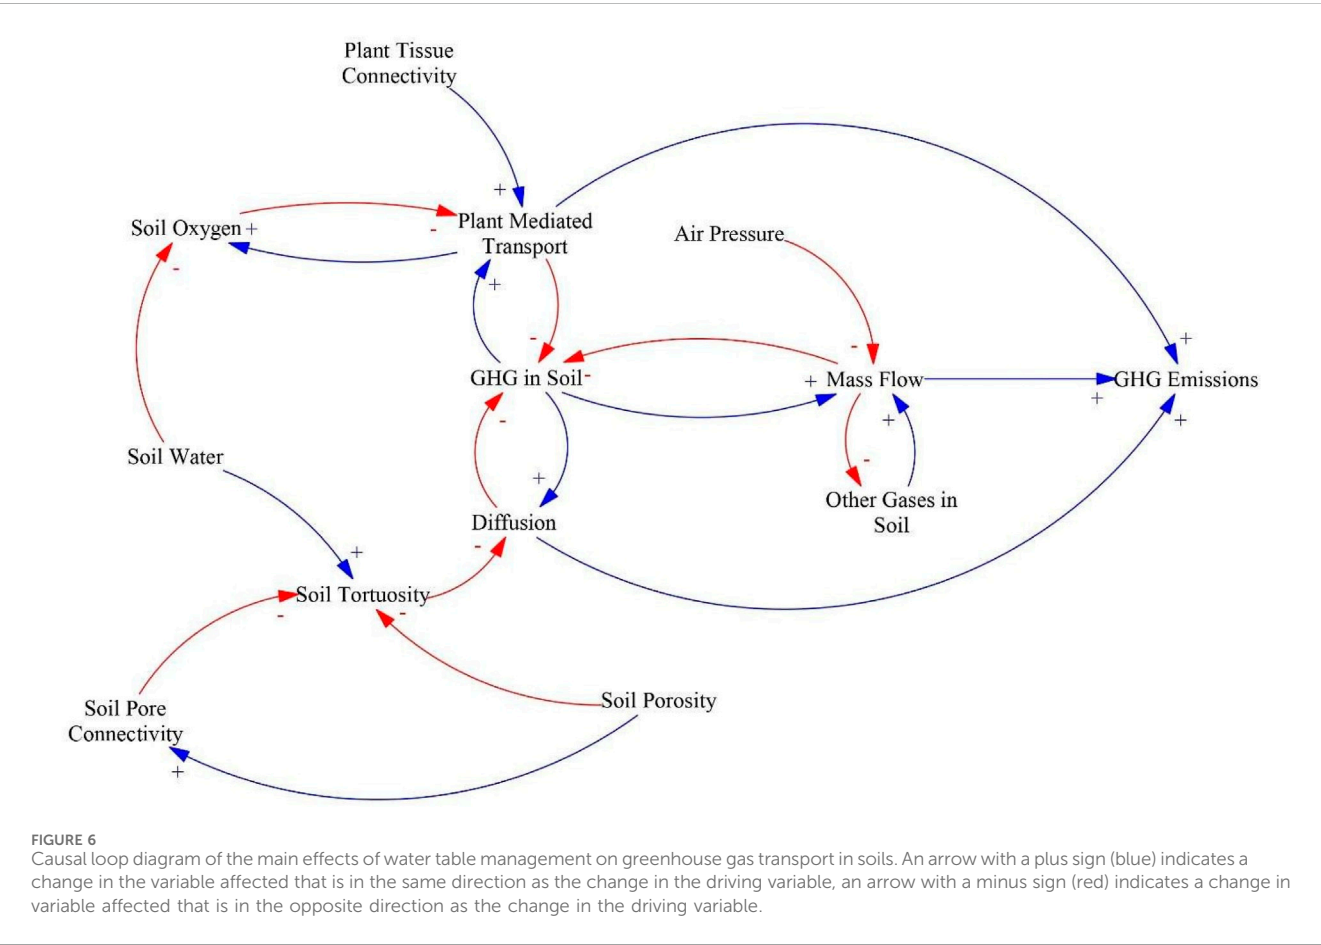 Plant Tissue
Connectivity
+
Soil Oxygen +
-
Plant Mediated
Transport
-
Air Pressure
+
-
-
+
GHG in Soil -
+ Mass Flow
+
GHG Emissions
-
+
+
-
+
Soil Water
Other Gases in
Soil
Diffusion
-
+
Soil Tortuosity
-
-
Soil Pore
Connectivity
+
Soil Porosity
FIGURE 6
Causal loop diagram of the main effects of water table management on greenhouse gas transport in soils. An arrow with a plus sign (blue) indicates a
change in the variable affected that is in the same direction as the change in the driving variable, an arrow with a minus sign (red) indicates a change in
variable affected that is in the opposite direction as the change in the driving variable.